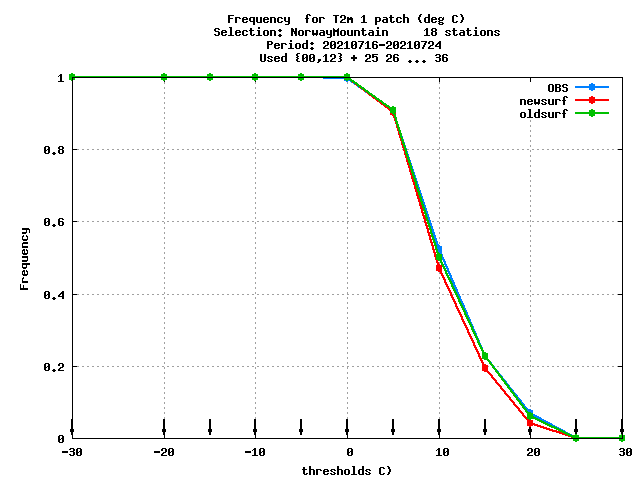 Frequency  for T2m 1 patch (deg C)
Selection: NorwayMountain     18 stations
Period: 20210716-20210724
Used {00,12} + 25 26 ... 36
OBS
newsurf
oldsurf
1
0.8
0.6
0.4
0.2
0
Frequency
-30 -20 -10 0 10 20 30
thresholds C)